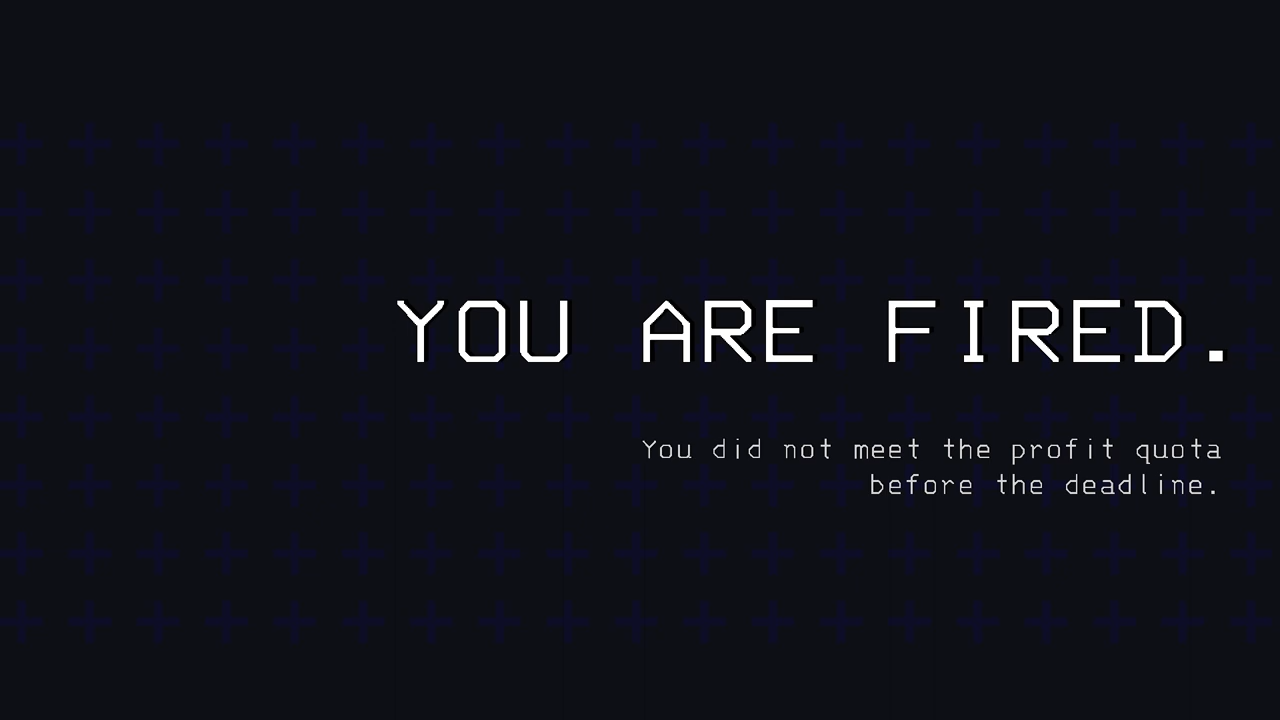 YOU ARE FIRED.
You did not meet the profit quota
before the deadline.